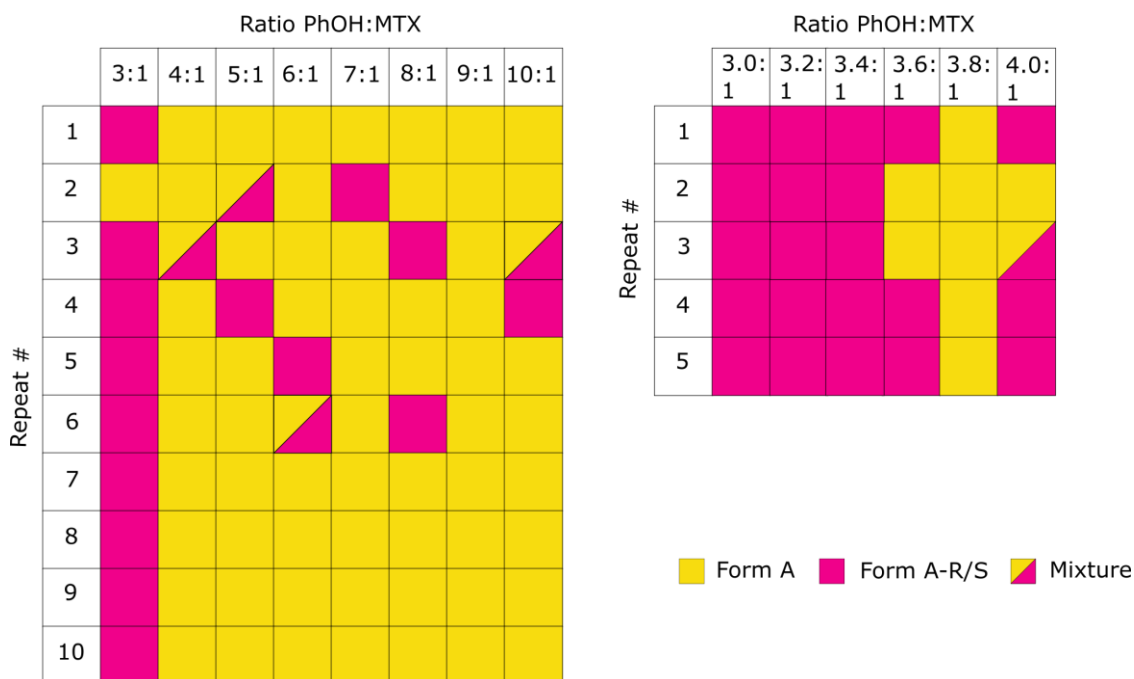 Ratio PhOH:MTX
3:1 4:1 5:1 6:1 7:1 8:1 9:1 10:1
Repeat #
1
2
3
4
5
6
7
8
9
10
Ratio PhOH:MTX
3.0:1 3.2:1 3.4:1 3.6:1 3.8:1 4.0:1
Repeat #
1
2
3
4
5
Form A Form A-R/S Mixture